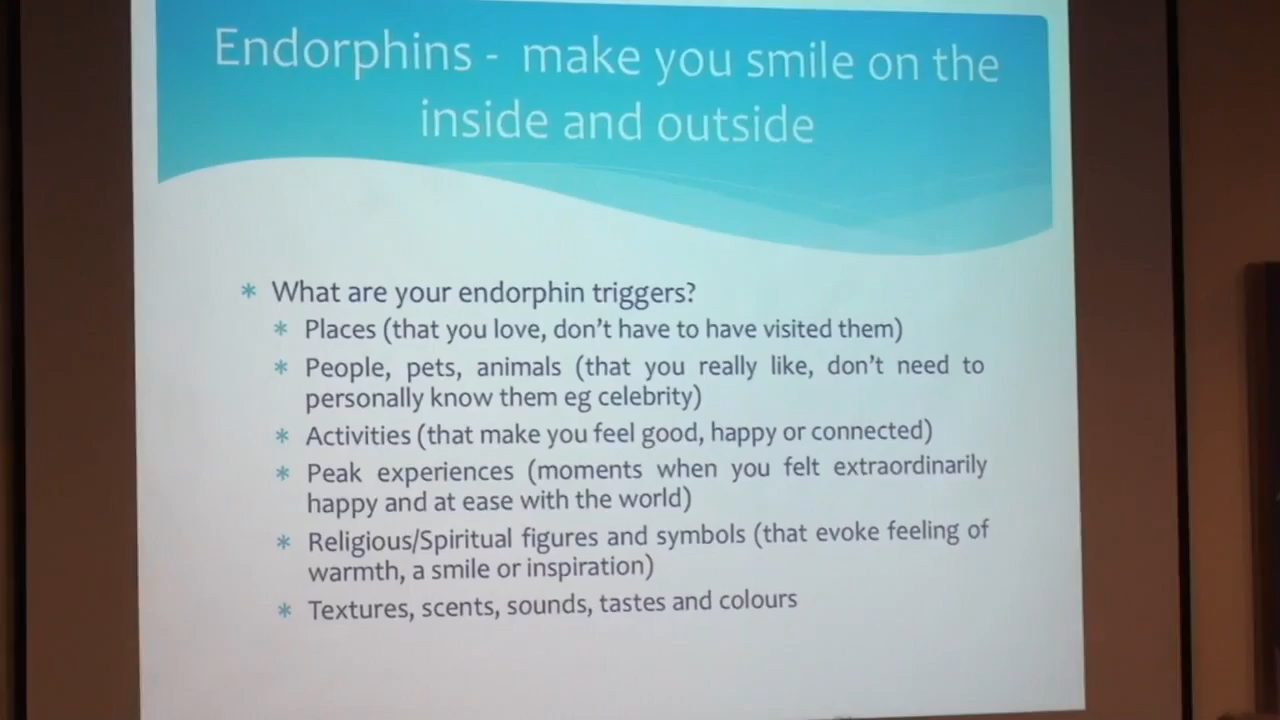 Endorphins - make you smile on the
inside and outside
* What are your endorphin triggers?
* Places (that you love, don't have to have visited them)
* People, pets, animals (that you really like, don't need to
personally know them eg celebrity)
* Activities (that make you feel good, happy or connected)
* Peak experiences (moments when you felt extraordinarily
happy and at ease with the world)
* Religious/Spiritual figures and symbols (that evoke feeling of
warmth, a smile or inspiration)
* Textures, scents, sounds, tastes and colours